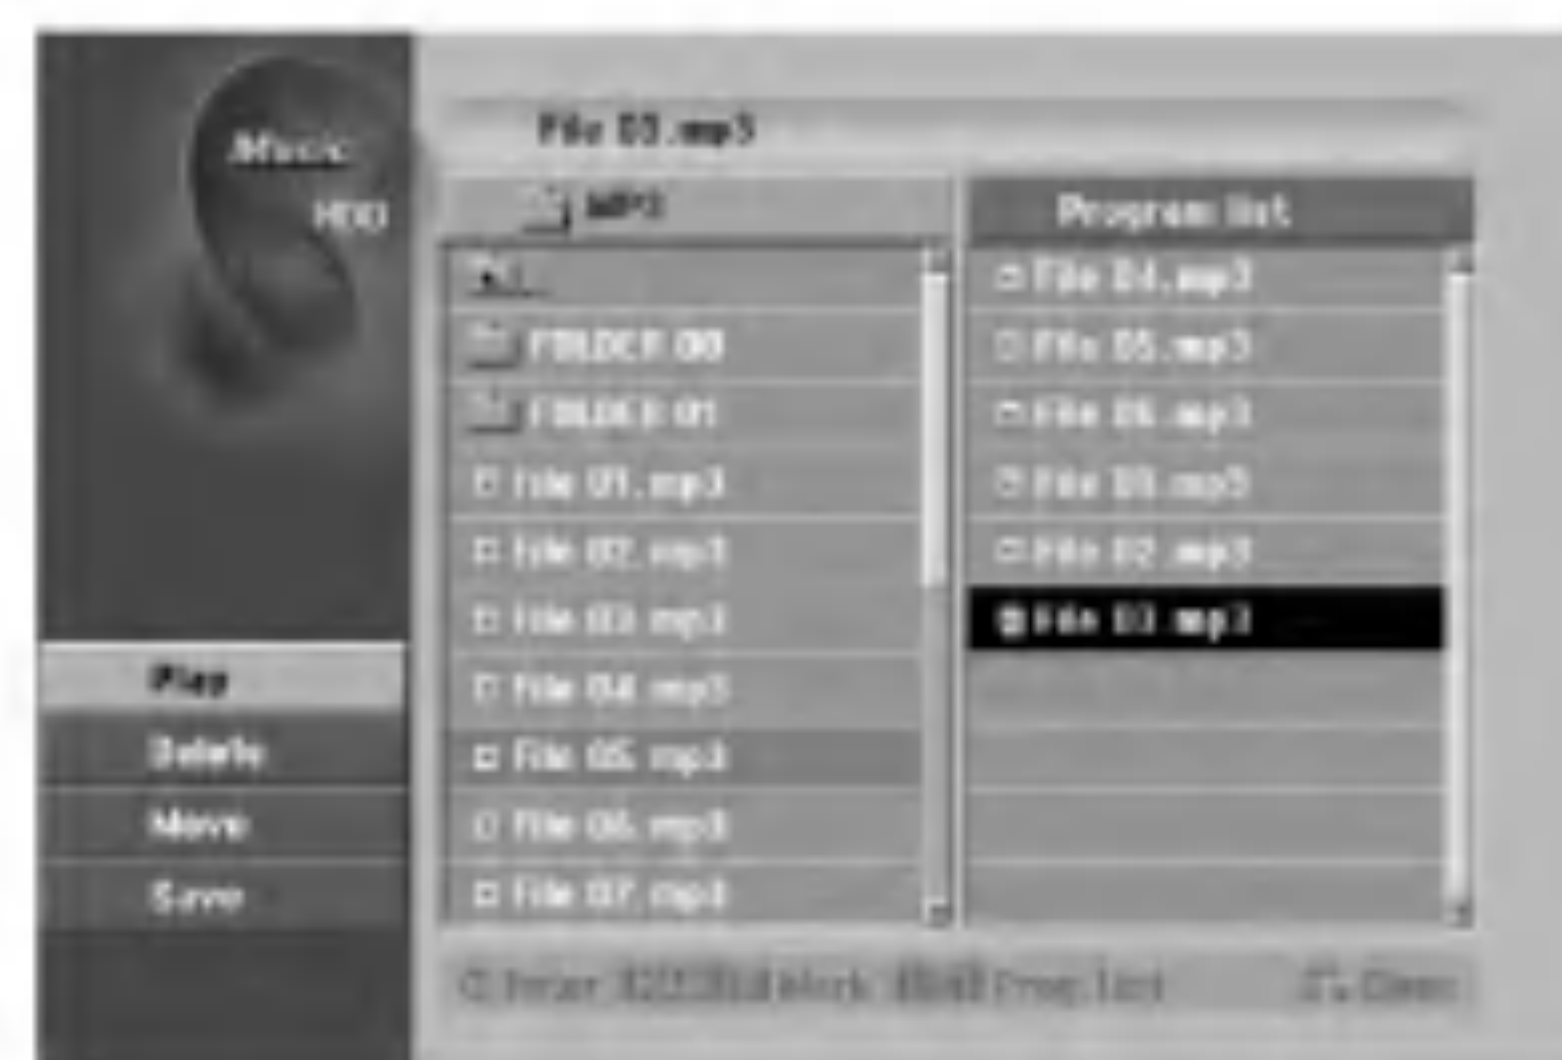 Music
HDD
File 03.mp3
MP3
Program list
FOLDER 00
FOLDER 01
File 01.mp3
File 02.mp3
File 03.mp3
File 04.mp3
File 05.mp3
File 06.mp3
File 07.mp3
File 04.mp3
File 05.mp3
File 06.mp3
File 02.mp3
File 03.mp3
Play
Delete
Move
Save
Prog.list
Close